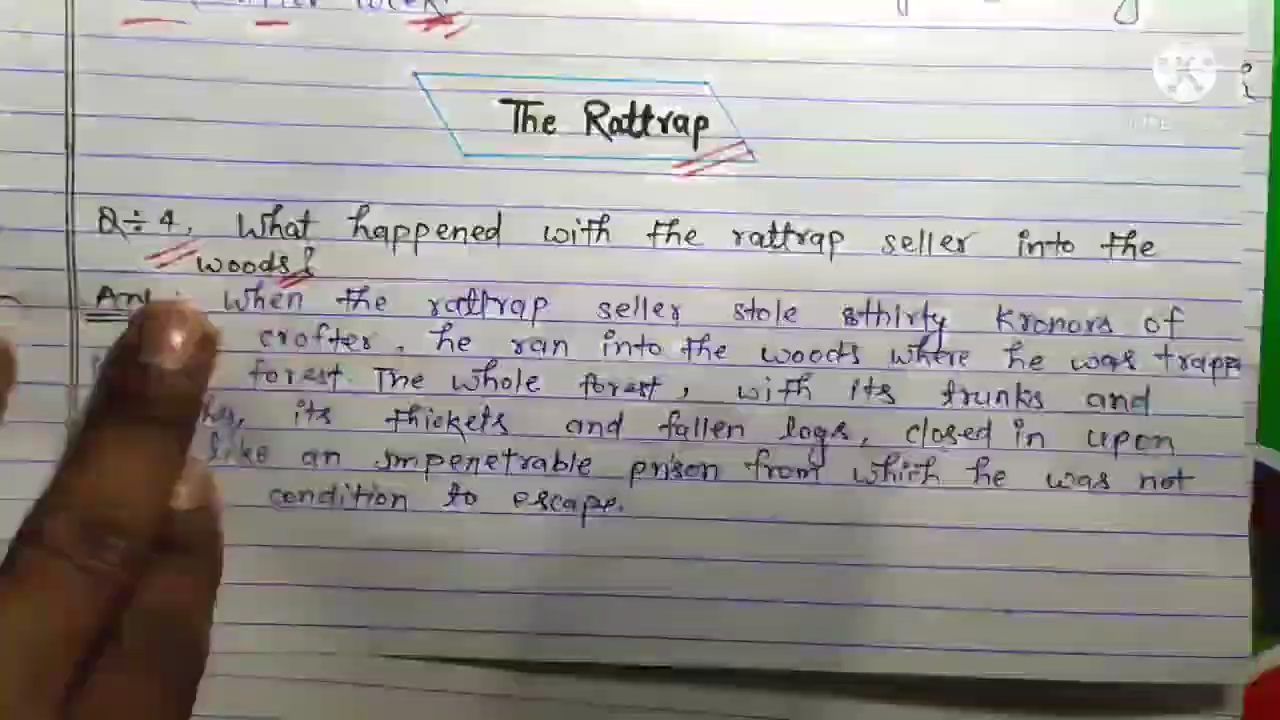 The Rattrap
Q÷4, What happened with the rattrap seller into the
woods?
Ans: When the rattrap seller stole thirty Kronors of
crofter, he ran into the woods where he was trapp
forest. The whole forest, with its trunks and
its thickets and fallen logs, closed in upon
like an impenetrable prison from which he was not
condition to escape.